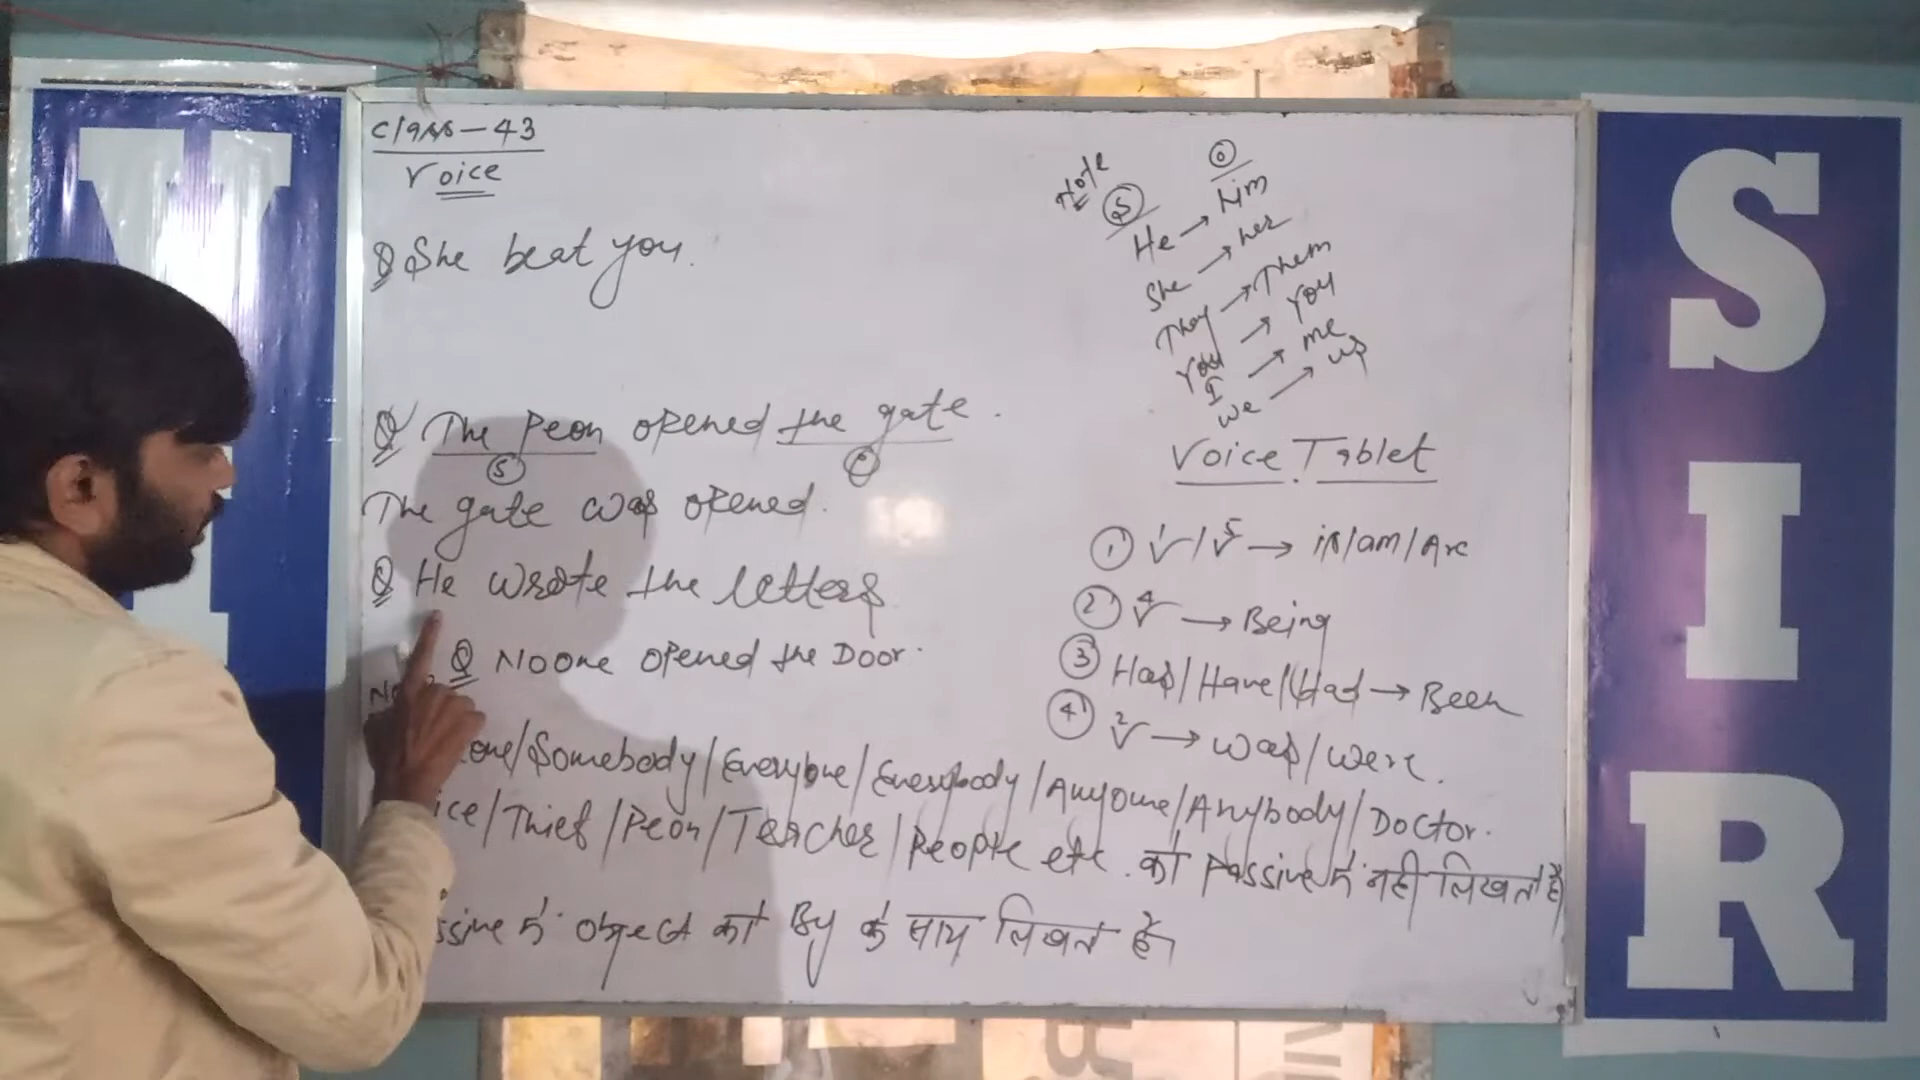 Class-43
Voice
Q She beat you.
Q The Peon opened the gate.
S
O
The gate was opened.
Q He wrote the letters
Q No one opened the Door.
one/Somebody/Everyone/Everybody/Anyone/Anybody/Doctor.
ice/Thief/Peon/Teacher/People etc. को Passive में नही लिखते है
ssive में object को By के साथ लिखते है
Note
S O
He → him
She → her
They → Them
You → You
I → me
we → us
Voice Tablet
① V¹/V⁵ → is/am/Are
② V⁴ → Being
③ Has/Have/Had → Been
④ V² → was/were.
S
I
R